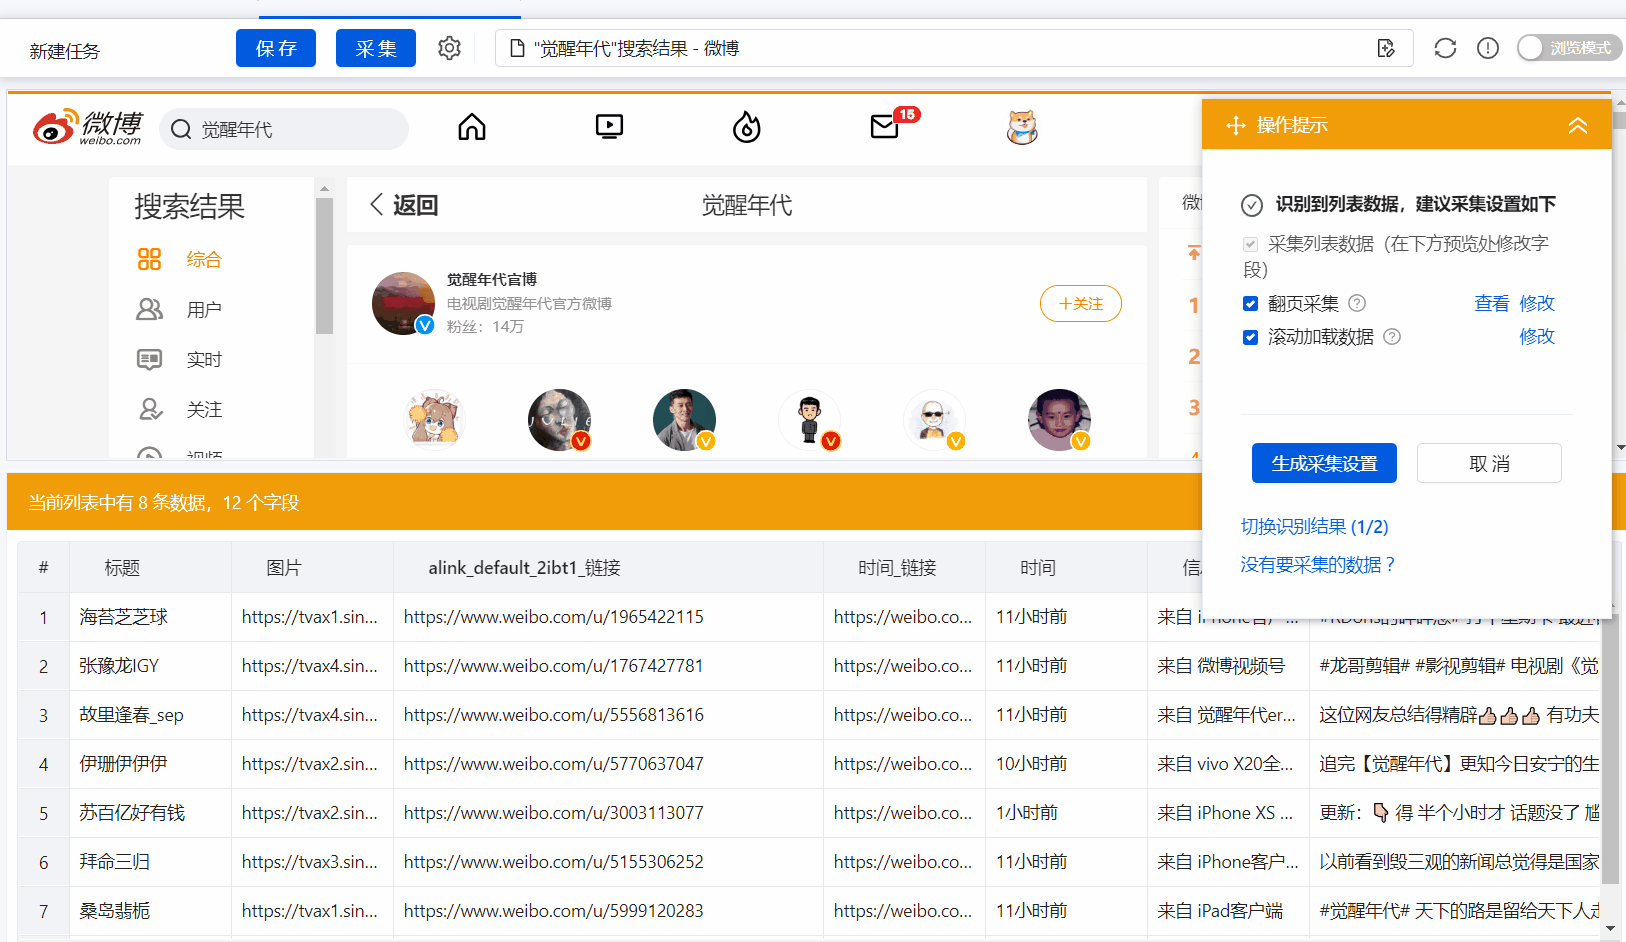 新建任务
保 存
采 集
"觉醒年代"搜索结果 - 微博
浏览模式
微博
weibo.com
觉醒年代
15
操作提示
搜索结果
综合
用户
实时
关注
返回
觉醒年代
觉醒年代官博
电视剧觉醒年代官方微博
粉丝：14万
十关注
1
2
3
识别到列表数据，建议采集设置如下
采集列表数据（在下方预览处修改字
段）
翻页采集 ?
查看 修改
滚动加载数据 ?
修改
生成采集设置
取 消
切换识别结果 (1/2)
没有要采集的数据？
当前列表中有 8 条数据，12 个字段
# 标题 图片 alink_default_2ibt1_链接 时间_链接 时间
1 海苔芝芝球 https://tvax1.sin... https://www.weibo.com/u/1965422115 https://weibo.co... 11小时前 来自
2 张豫龙IGY https://tvax4.sin... https://www.weibo.com/u/1767427781 https://weibo.co... 11小时前 来自 微博视频号 #龙哥剪辑# #影视剪辑# 电视剧《觉
3 故里逢春_sep https://tvax4.sin... https://www.weibo.com/u/5556813616 https://weibo.co... 11小时前 来自 觉醒年代er... 这位网友总结得精辟👍👍👍 有功夫
4 伊珊伊伊伊 https://tvax2.sin... https://www.weibo.com/u/5770637047 https://weibo.co... 10小时前 来自 vivo X20全... 追完【觉醒年代】更知今日安宁的生
5 苏百亿好有钱 https://tvax2.sin... https://www.weibo.com/u/3003113077 https://weibo.co... 1小时前 来自 iPhone XS ... 更新：👇 得 半个小时才 话题没了 尴
6 拜命三归 https://tvax3.sin... https://www.weibo.com/u/5155306252 https://weibo.co... 11小时前 来自 iPhone客户... 以前看到毁三观的新闻总觉得是国家
7 桑岛翡栀 https://tvax1.sin... https://www.weibo.com/u/5999120283 https://weibo.co... 11小时前 来自 iPad客户端 #觉醒年代# 天下的路是留给天下人走